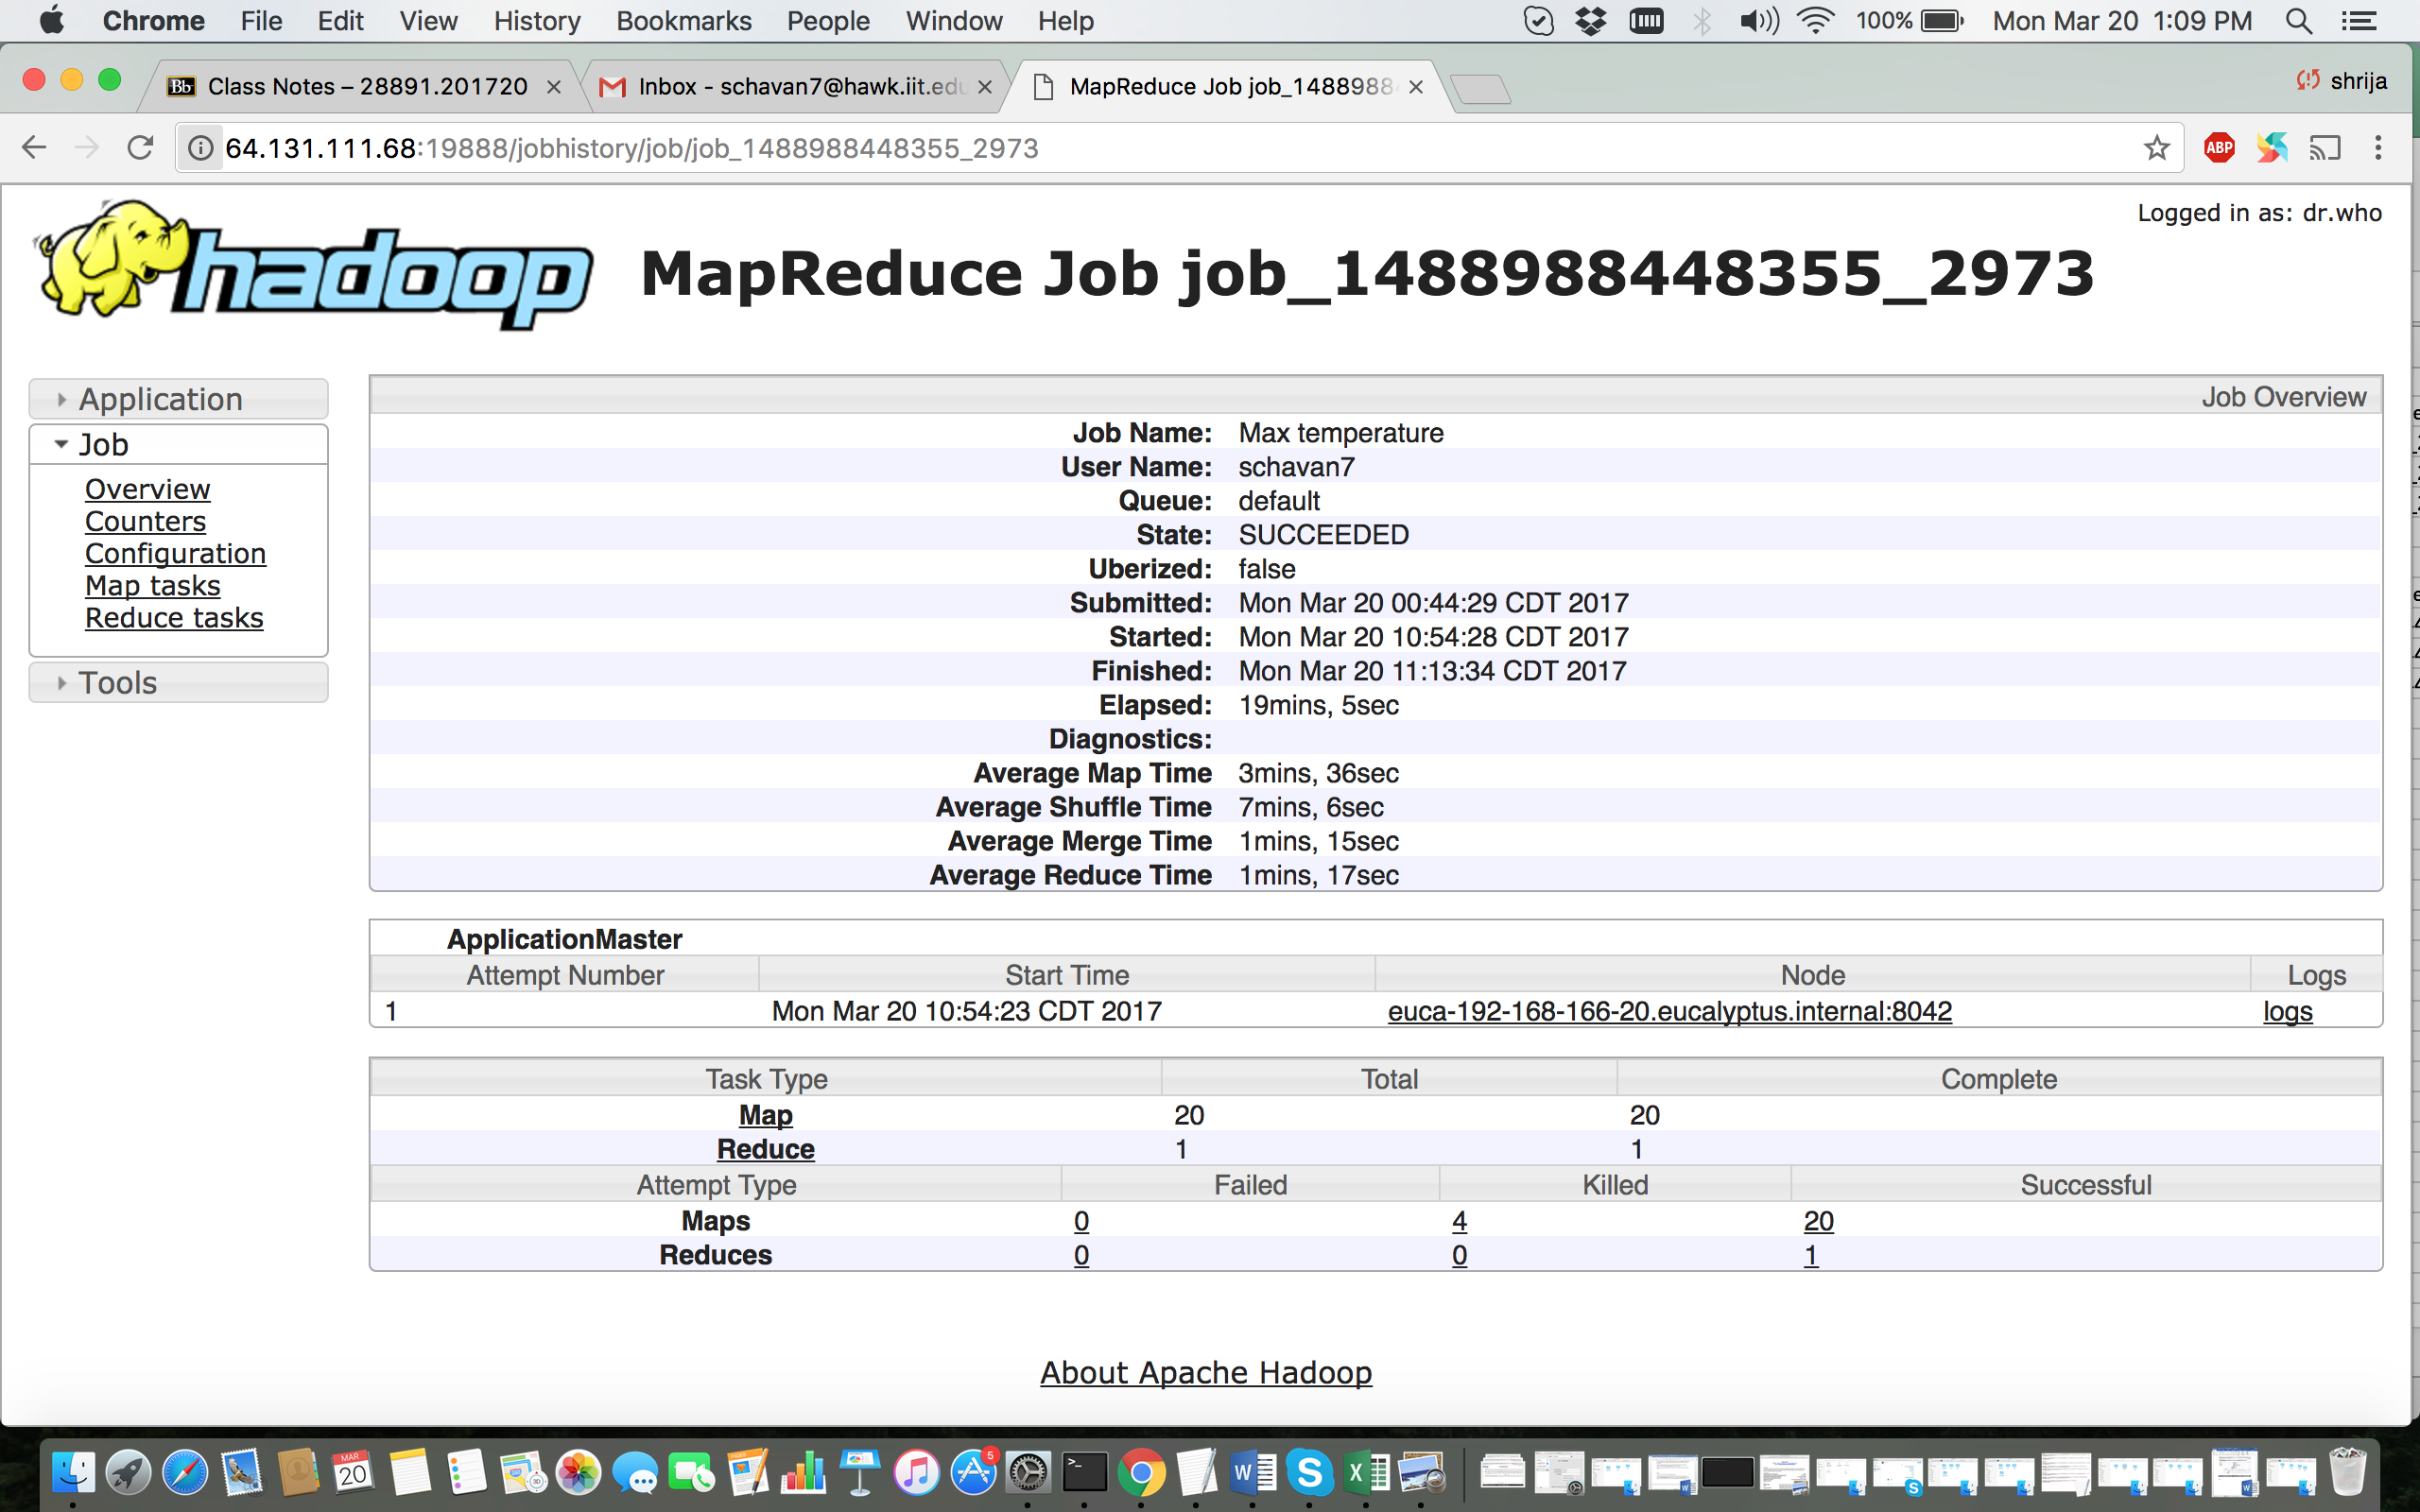 Chrome File Edit View History Bookmarks People Window Help 100% Mon Mar 20 1:09 PM
Bb Class Notes – 28891.201720 Inbox - schavan7@hawk.iit.edu MapReduce Job job_1488988 shrija
64.131.111.68:19888/jobhistory/job/job_1488988448355_2973 ABP
Logged in as: dr.who
hadoop MapReduce Job job_1488988448355_2973
Application
Job
Overview
Counters
Configuration
Map tasks
Reduce tasks
Tools
Job Overview
Job Name: Max temperature
User Name: schavan7
Queue: default
State: SUCCEEDED
Uberized: false
Submitted: Mon Mar 20 00:44:29 CDT 2017
Started: Mon Mar 20 10:54:28 CDT 2017
Finished: Mon Mar 20 11:13:34 CDT 2017
Elapsed: 19mins, 5sec
Diagnostics:
Average Map Time 3mins, 36sec
Average Shuffle Time 7mins, 6sec
Average Merge Time 1mins, 15sec
Average Reduce Time 1mins, 17sec
ApplicationMaster
Attempt Number Start Time Node Logs
1 Mon Mar 20 10:54:23 CDT 2017 euca-192-168-166-20.eucalyptus.internal:8042 logs
Task Type Total Complete
Map 20 20
Reduce 1 1
Attempt Type Failed Killed Successful
Maps 0 4 20
Reduces 0 0 1
About Apache Hadoop
MAR 20 5